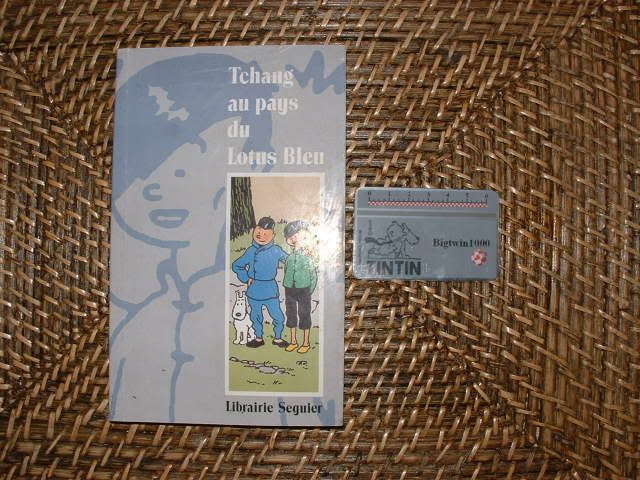 Tchang
au pays
du
Lotus Bleu
Librairie Seguier
Bigtwin1000
TINTIN